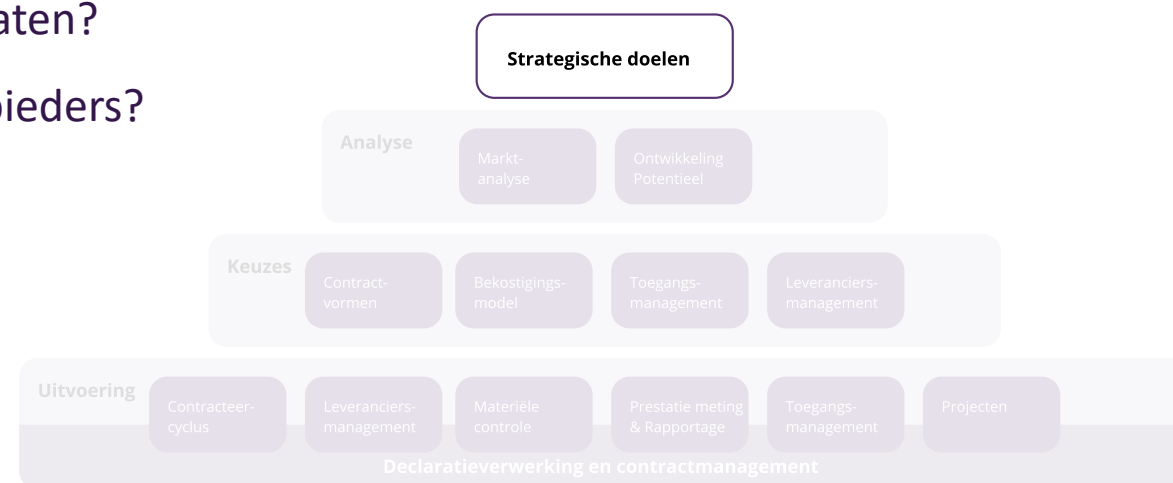 aten?
bieders?
Strategische doelen
Analyse
Markt-
analyse
Ontwikkeling
Potentieel
Keuzes
Contract-
vormen
Bekostigings-
model
Toegangs-
management
Leveranciers-
management
Uitvoering
Contracteer-
cyclus
Leveranciers-
management
Materiële
controle
Prestatie meting
& Rapportage
Toegangs-
management
Projecten
Declaratieverwerking en contractmanagement